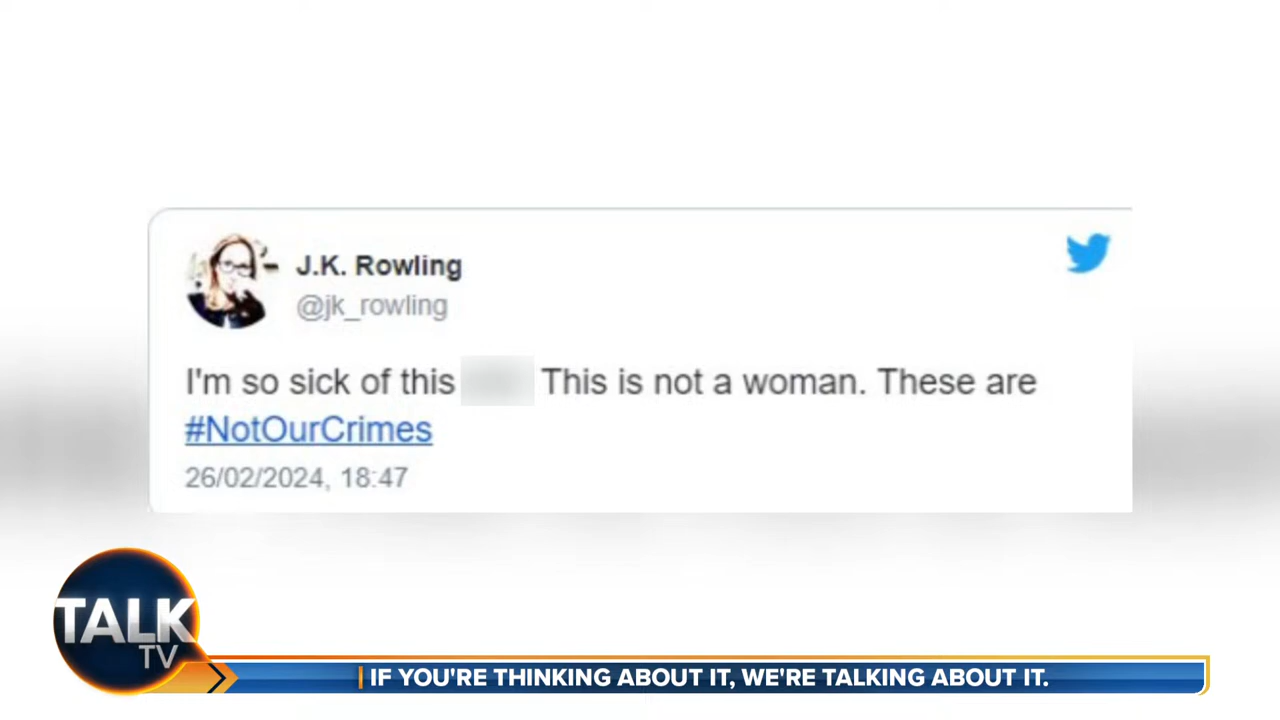 J.K. Rowling
@jk_rowling
I'm so sick of this This is not a woman. These are
#NotOurCrimes
26/02/2024, 18:47
TALK
TV
IF YOU'RE THINKING ABOUT IT, WE'RE TALKING ABOUT IT.